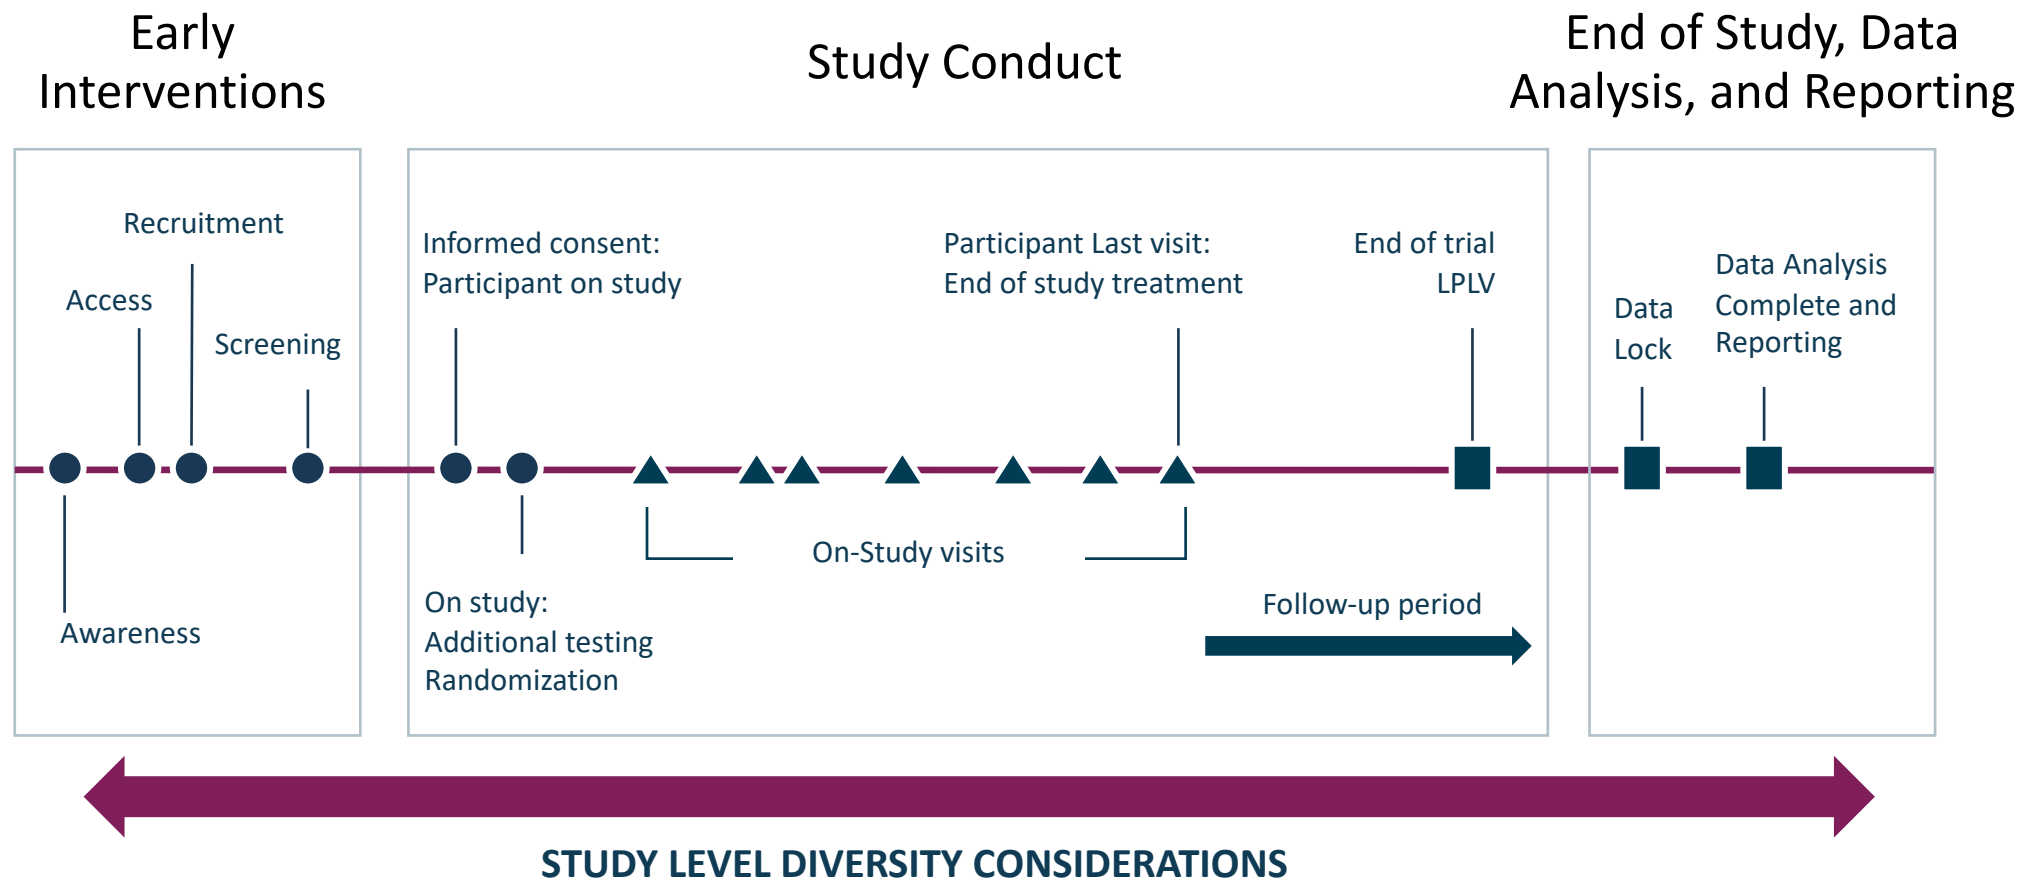 Early
Interventions
Study Conduct
End of Study, Data
Analysis, and Reporting
Recruitment
Access
Screening
Awareness
Informed consent:
Participant on study
On study:
Additional testing
Randomization
On-Study visits
Participant Last visit:
End of study treatment
Follow-up period
End of trial
LPLV
Data
Lock
Data Analysis
Complete and
Reporting
STUDY LEVEL DIVERSITY CONSIDERATIONS